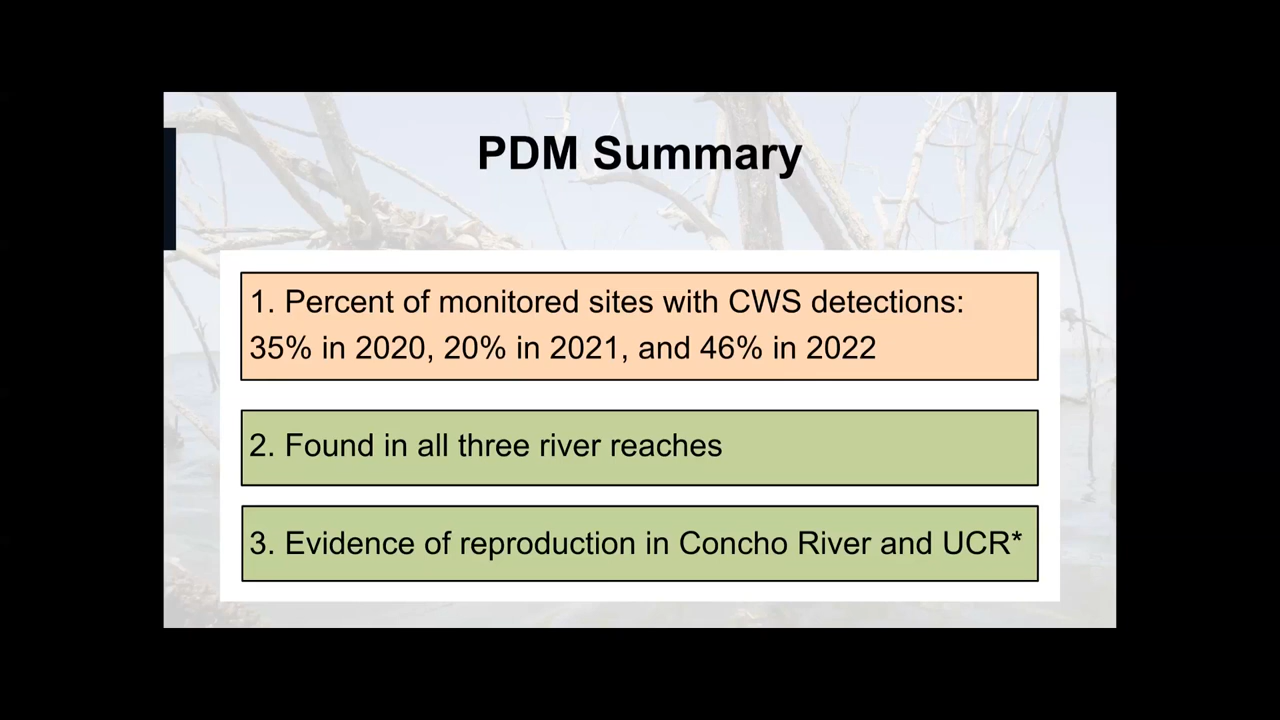 PDM Summary
1. Percent of monitored sites with CWS detections:
35% in 2020, 20% in 2021, and 46% in 2022
2. Found in all three river reaches
3. Evidence of reproduction in Concho River and UCR*